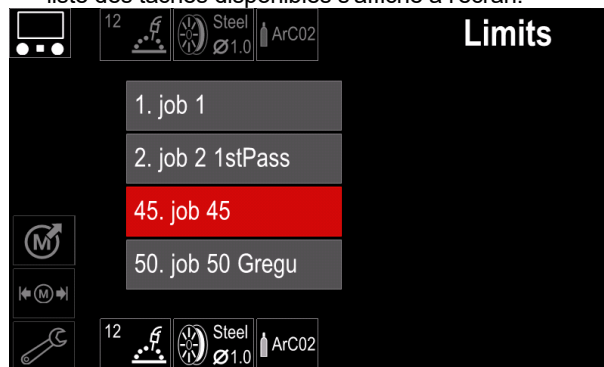 liste des tâches disponibles s'affiche à l'écran.
12 Steel Ø1.0 ArC02
Limits
1. job 1
2. job 2 1stPass
45. job 45
50. job 50 Gregu
M
M
12 Steel Ø1.0 ArC02